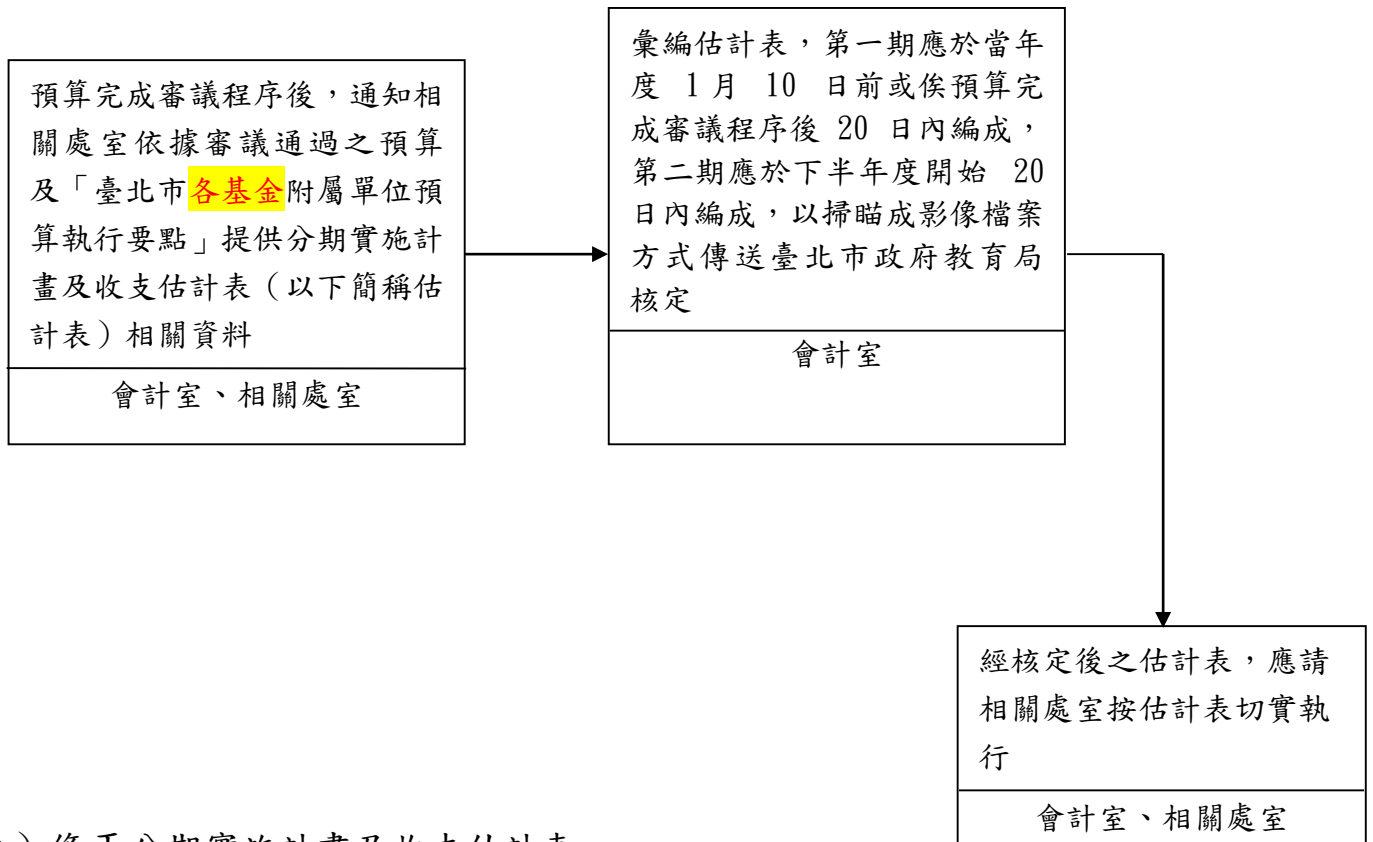 預算完成審議程序後，通知相
關處室依據審議通過之預算
及「臺北市各基金附屬單位預
算執行要點」提供分期實施計
畫及收支估計表（以下簡稱估
計表）相關資料
會計室、相關處室
彙編估計表，第一期應於當年
度 1月 10 日前或俟預算完
成審議程序後 20 日內編成，
第二期應於下半年度開始 20
日內編成，以掃瞄成影像檔案
方式傳送臺北市政府教育局
核定
會計室
經核定後之估計表，應請
相關處室按估計表切實執
行
會計室、相關處室